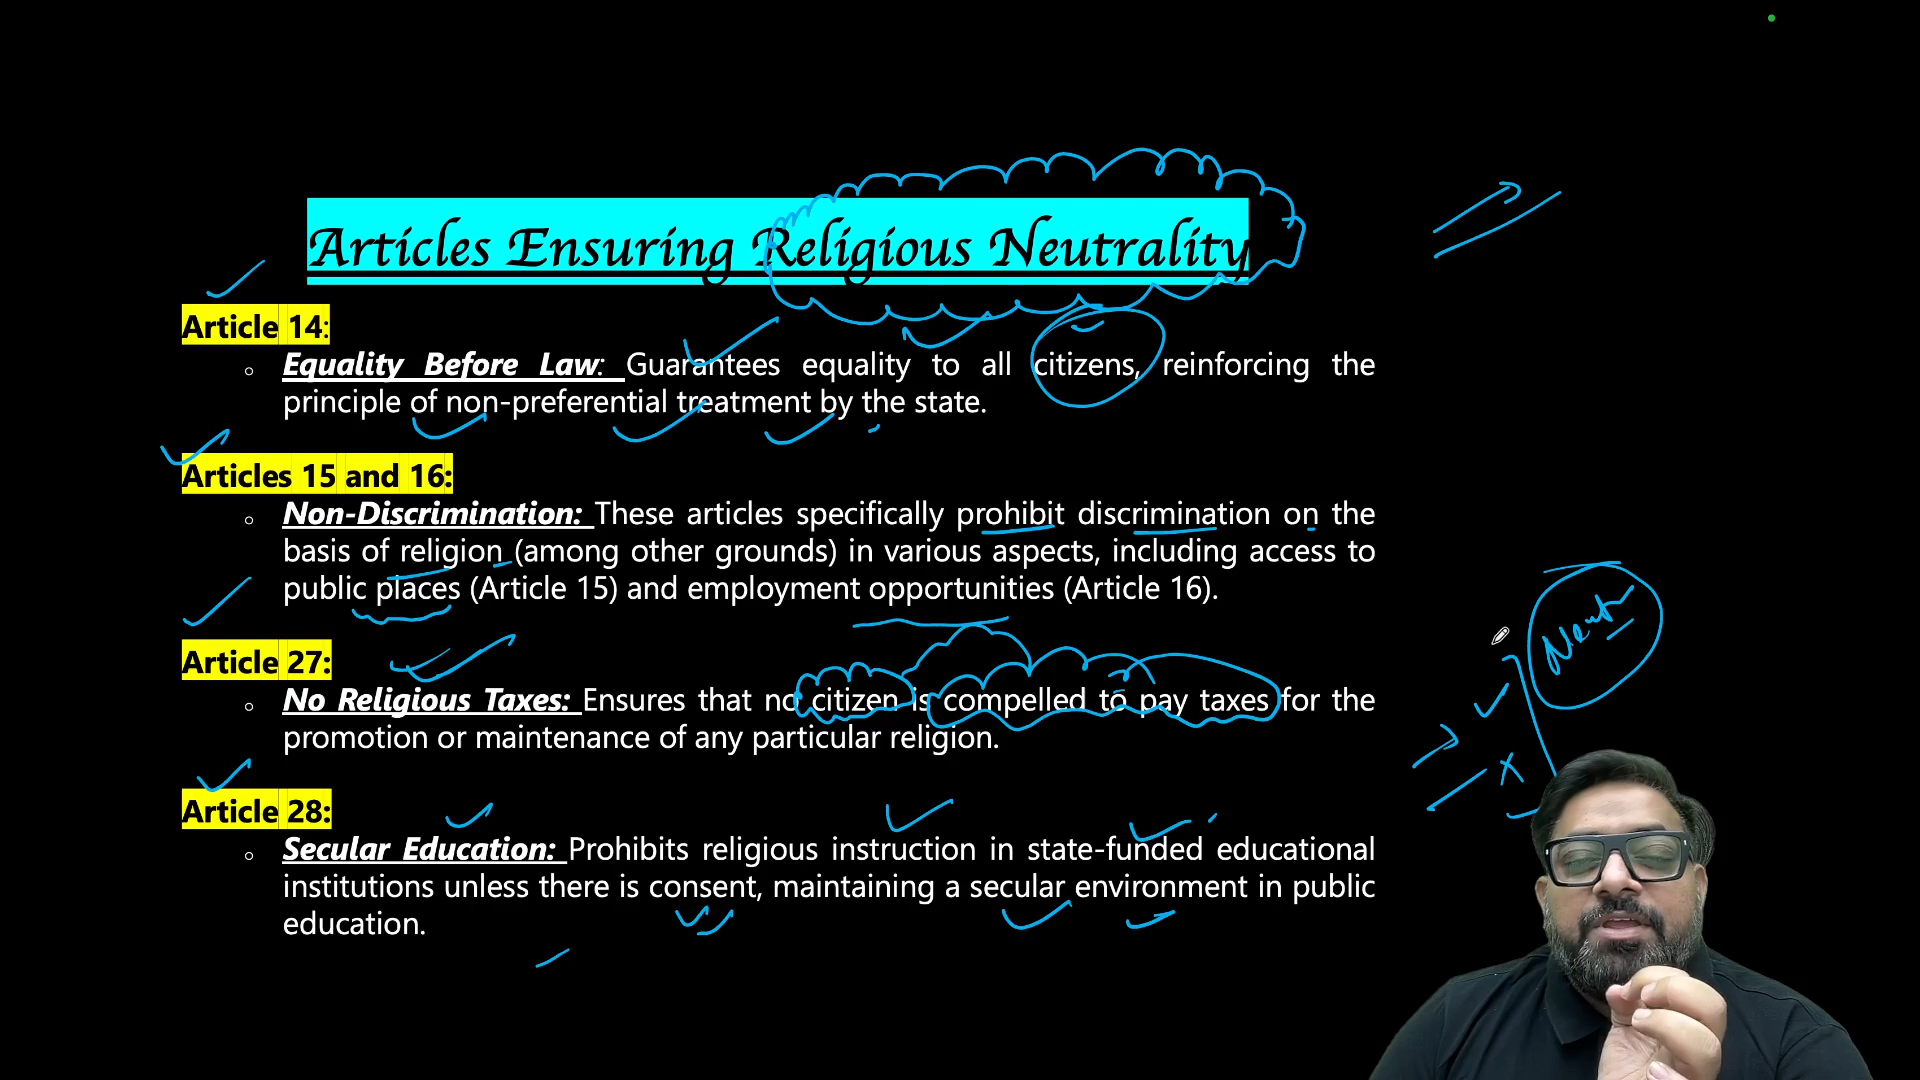 Articles Ensuring Religious Neutrality
Article 14:
Equality Before Law: Guarantees equality to all citizens, reinforcing the
principle of non-preferential treatment by the state.
Articles 15 and 16:
Non-Discrimination: These articles specifically prohibit discrimination on the
basis of religion (among other grounds) in various aspects, including access to
public places (Article 15) and employment opportunities (Article 16).
Article 27:
No Religious Taxes: Ensures that no citizen is compelled to pay taxes for the
promotion or maintenance of any particular religion.
Article 28:
Secular Education: Prohibits religious instruction in state-funded educational
institutions unless there is consent, maintaining a secular environment in public
education.